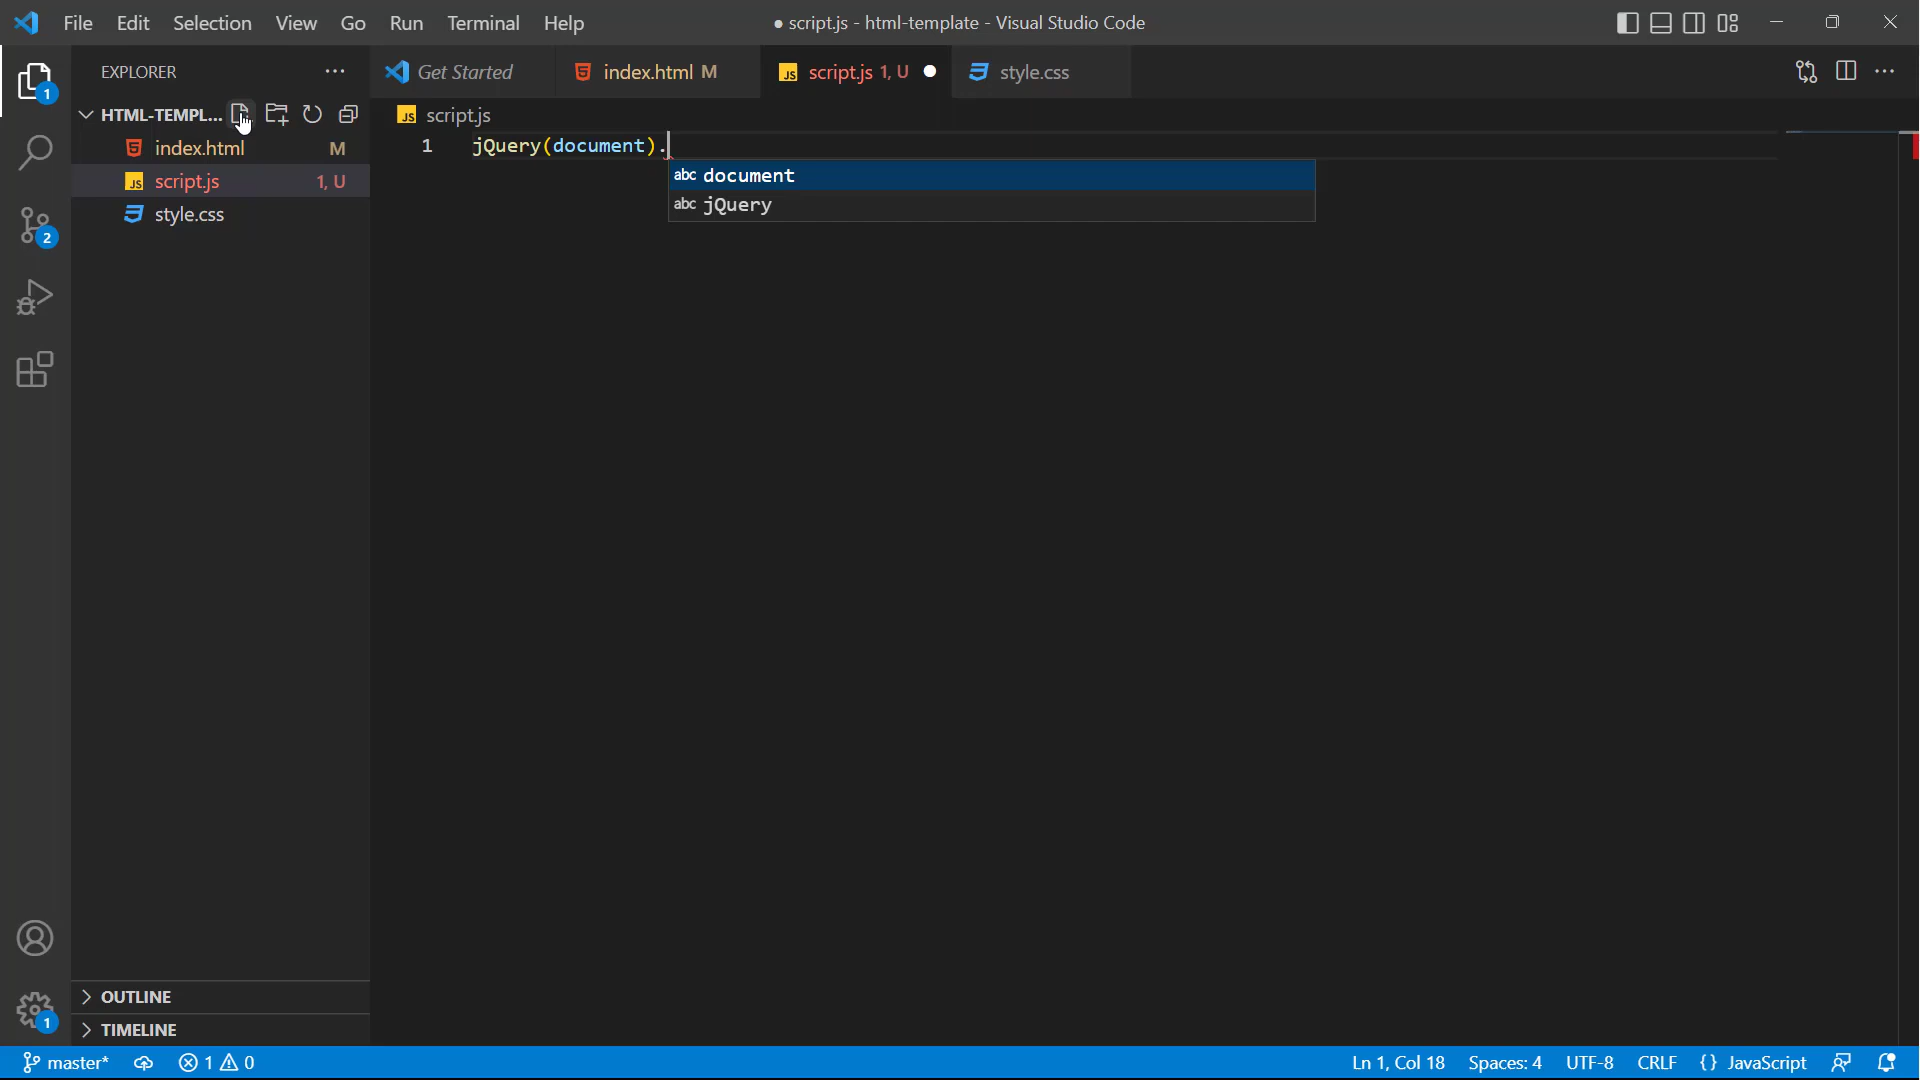 File Edit Selection View Go Run Terminal Help
● script.js - html-template - Visual Studio Code
EXPLORER
Get Started
index.html M
script.js 1, U
style.css
HTML-TEMPL...
script.js
index.html M
script.js 1, U
style.css
1 jQuery(document).
abc document
abc jQuery
1
2
OUTLINE
TIMELINE
1
master*
1 0
Ln 1, Col 18
Spaces: 4
UTF-8
CRLF
{ } JavaScript